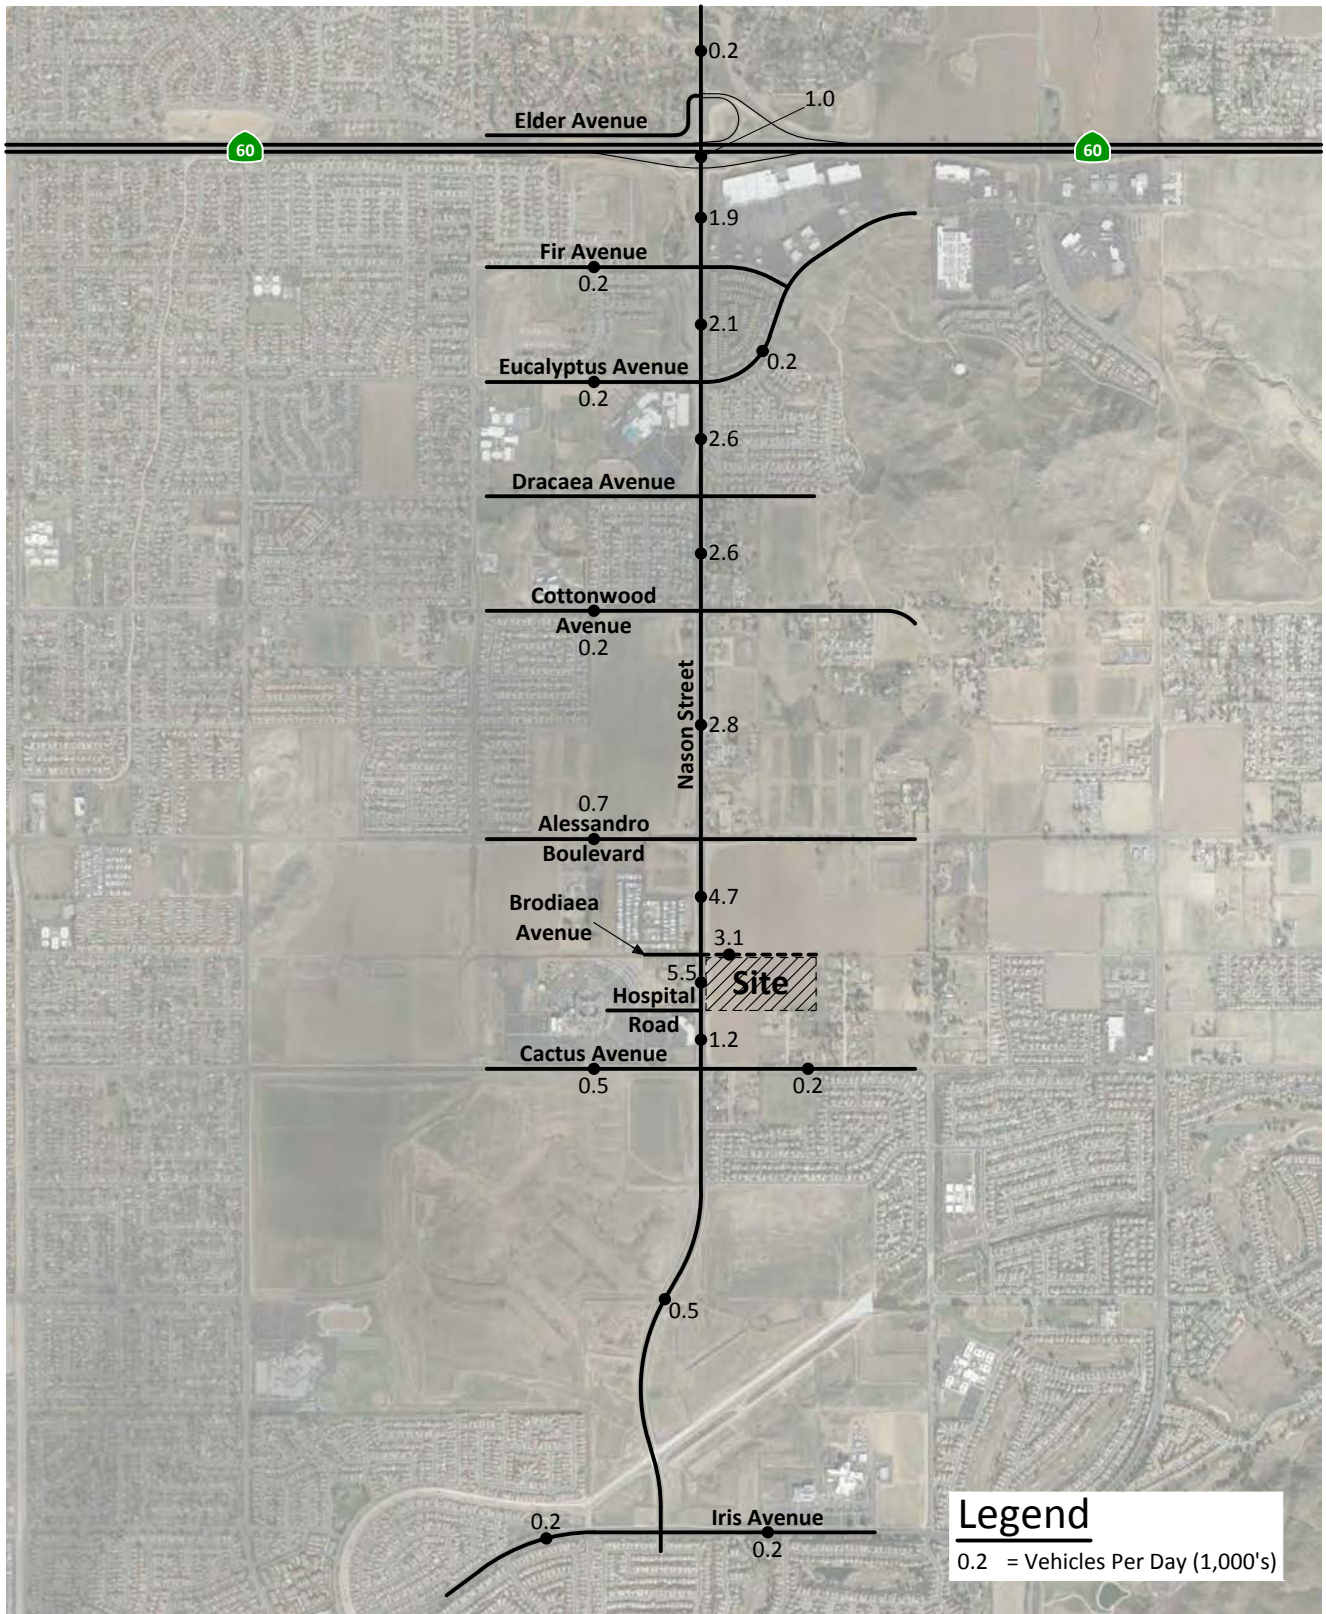 0.2
1.0
Elder Avenue
60
60
1.9
Fir Avenue
0.2
2.1
0.2
Eucalyptus Avenue
0.2
2.6
Dracaea Avenue
2.6
Cottonwood
Avenue
0.2
Nason Street
2.8
0.7
Alessandro
Boulevard
4.7
Brodiaea
Avenue
3.1
5.5
Site
Hospital
Road
1.2
Cactus Avenue
0.5
0.2
0.5
0.2
Iris Avenue
0.2
Legend
0.2 = Vehicles Per Day (1,000's)